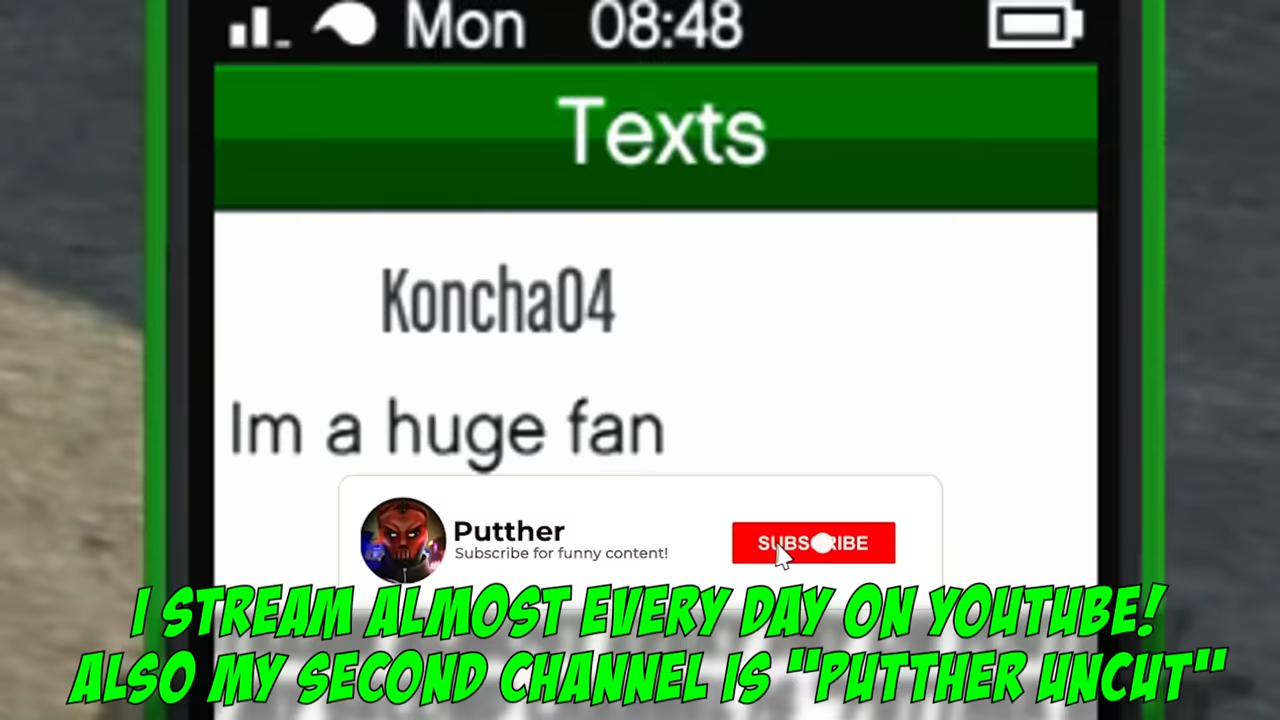 Mon 08:48
Texts
Koncha04
Im a huge fan
Putther
Subscribe for funny content!
SUBSCRIBE
I STREAM ALMOST EVERY DAY ON YOUTUBE!
ALSO MY SECOND CHANNEL IS "PUTTHER UNCUT"